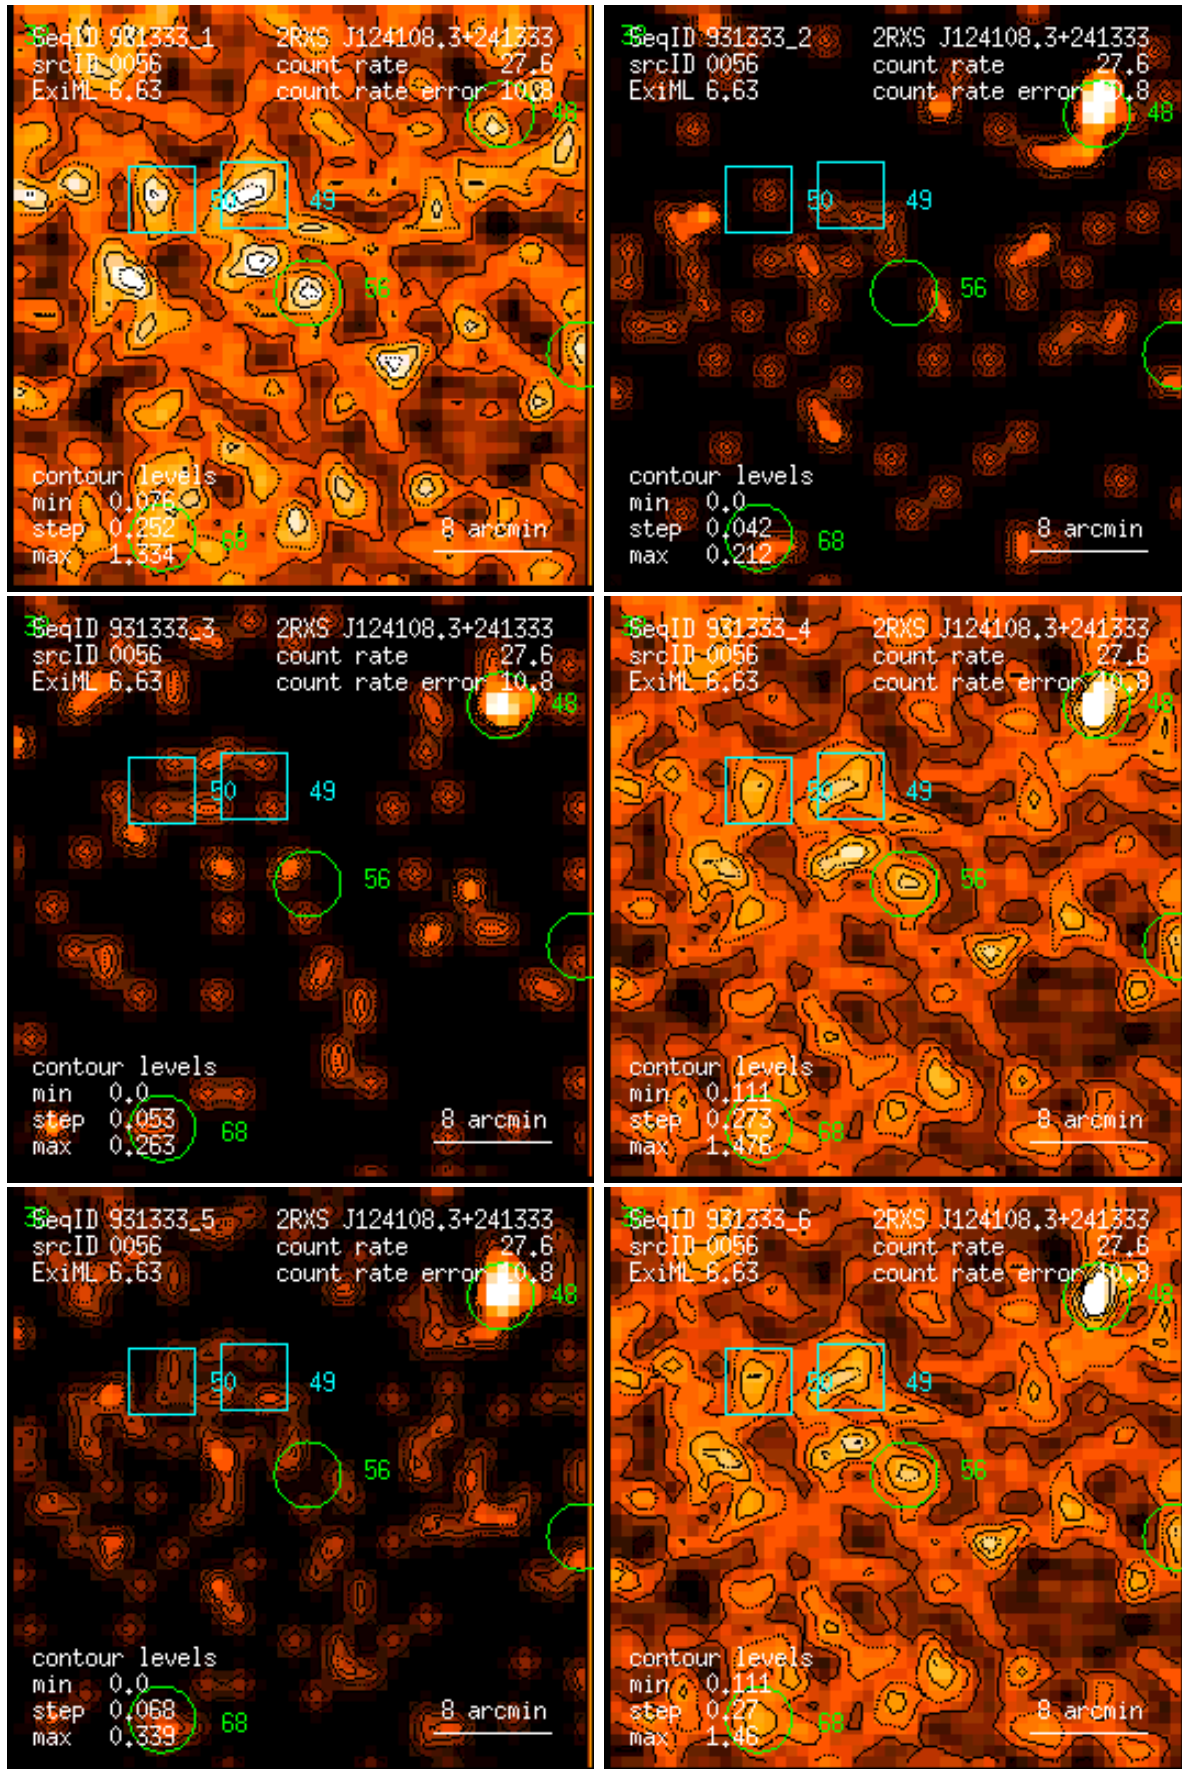 SeqID 931333_1 2RXS J124108.3+241333
srcID 0056 count rate 27.6
ExiML 6.63 count rate error 10.8
48
50 49
56
contour levels
min 0.076
step 0.252 68 8 arcmin
max 1.334
SeqID 931333_2 2RXS J124108.3+241333
srcID 0056 count rate 27.6
ExiML 6.63 count rate error 10.8
48
50 49
56
contour levels
min 0.0
step 0.042 68 8 arcmin
max 0.212
SeqID 931333_3 2RXS J124108.3+241333
srcID 0056 count rate 27.6
ExiML 6.63 count rate error 10.8
48
50 49
56
contour levels
min 0.0
step 0.053 68 8 arcmin
max 0.263
SeqID 931333_4 2RXS J124108.3+241333
srcID 0056 count rate 27.6
ExiML 6.63 count rate error 10.8
48
50 49
56
contour levels
min 0.111
step 0.273 68 8 arcmin
max 1.476
SeqID 931333_5 2RXS J124108.3+241333
srcID 0056 count rate 27.6
ExiML 6.63 count rate error 10.8
48
50 49
56
contour levels
min 0.0
step 0.068 68 8 arcmin
max 0.339
SeqID 931333_6 2RXS J124108.3+241333
srcID 0056 count rate 27.6
ExiML 6.63 count rate error 10.8
48
50 49
56
contour levels
min 0.111
step 0.27 68 8 arcmin
max 1.46